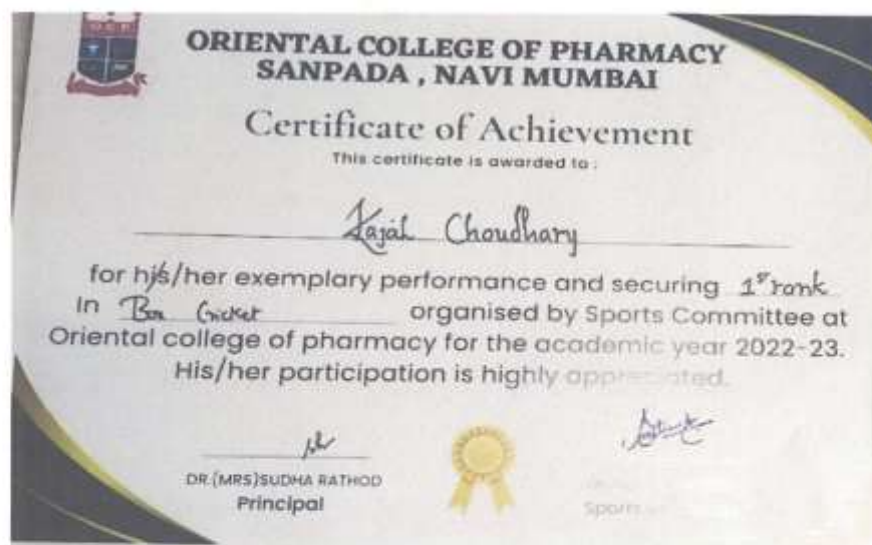 O C P
ORIENTAL COLLEGE OF PHARMACY
SANPADA , NAVI MUMBAI
Certificate of Achievement
This certificate is awarded to :
Kajal Choudhary
for his/her exemplary performance and securing 1st rank
In Box Cricket organised by Sports Committee at
Oriental college of pharmacy for the academic year 2022-23.
His/her participation is highly appreciated.
DR.(MRS)SUDHA RATHOD
Principal
Sports